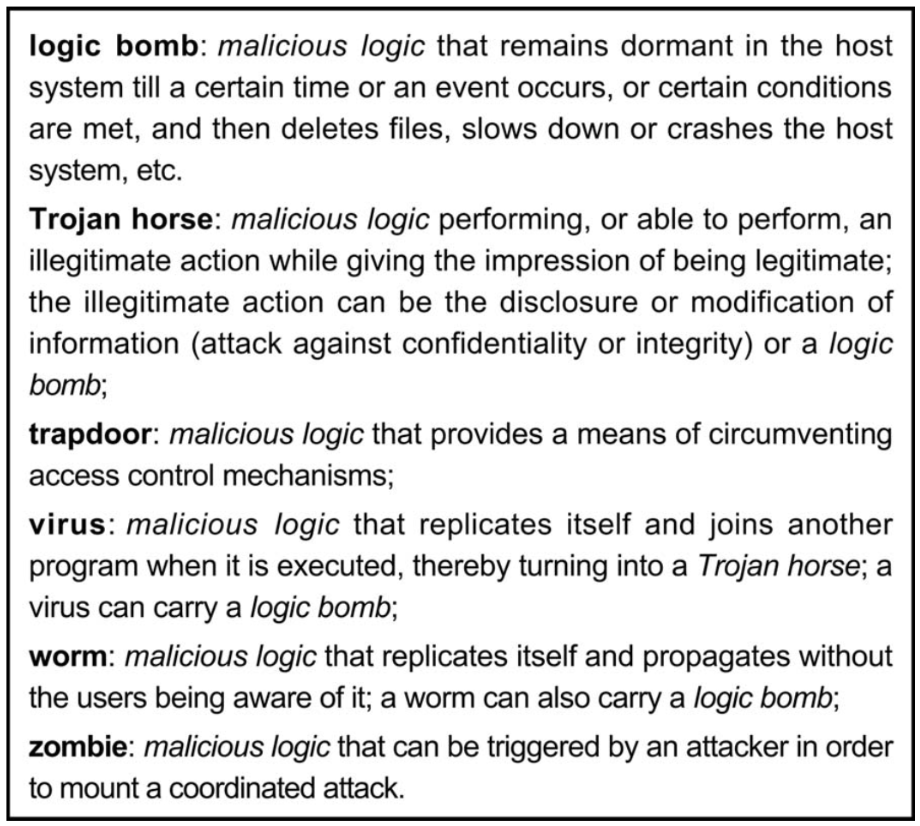 logic bomb: malicious logic that remains dormant in the host
system till a certain time or an event occurs, or certain conditions
are met, and then deletes files, slows down or crashes the host
system, etc.
Trojan horse: malicious logic performing, or able to perform, an
illegitimate action while giving the impression of being legitimate;
the illegitimate action can be the disclosure or modification of
information (attack against confidentiality or integrity) or a logic
bomb;
trapdoor: malicious logic that provides a means of circumventing
access control mechanisms;
virus: malicious logic that replicates itself and joins another
program when it is executed, thereby turning into a Trojan horse; a
virus can carry a logic bomb;
worm: malicious logic that replicates itself and propagates without
the users being aware of it; a worm can also carry a logic bomb;
zombie: malicious logic that can be triggered by an attacker in order
to mount a coordinated attack.